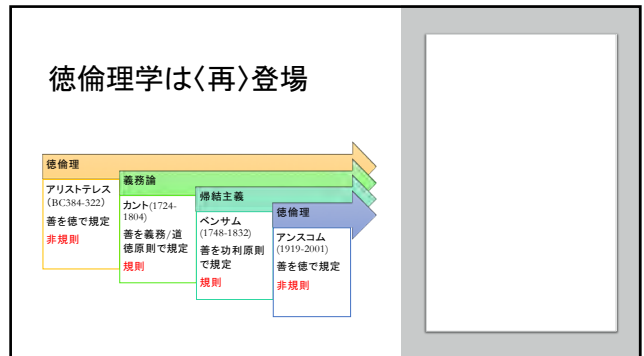 徳倫理学は〈再〉登場
徳倫理
アリストテレス
（BC384-322）
善を徳で規定
非規則
義務論
カント(1724-
1804)
善を義務/道
徳原則で規定
規則
帰結主義
ベンサム
(1748-1832)
善を功利原則
で規定
規則
徳倫理
アンスコム
(1919-2001)
善を徳で規定
非規則